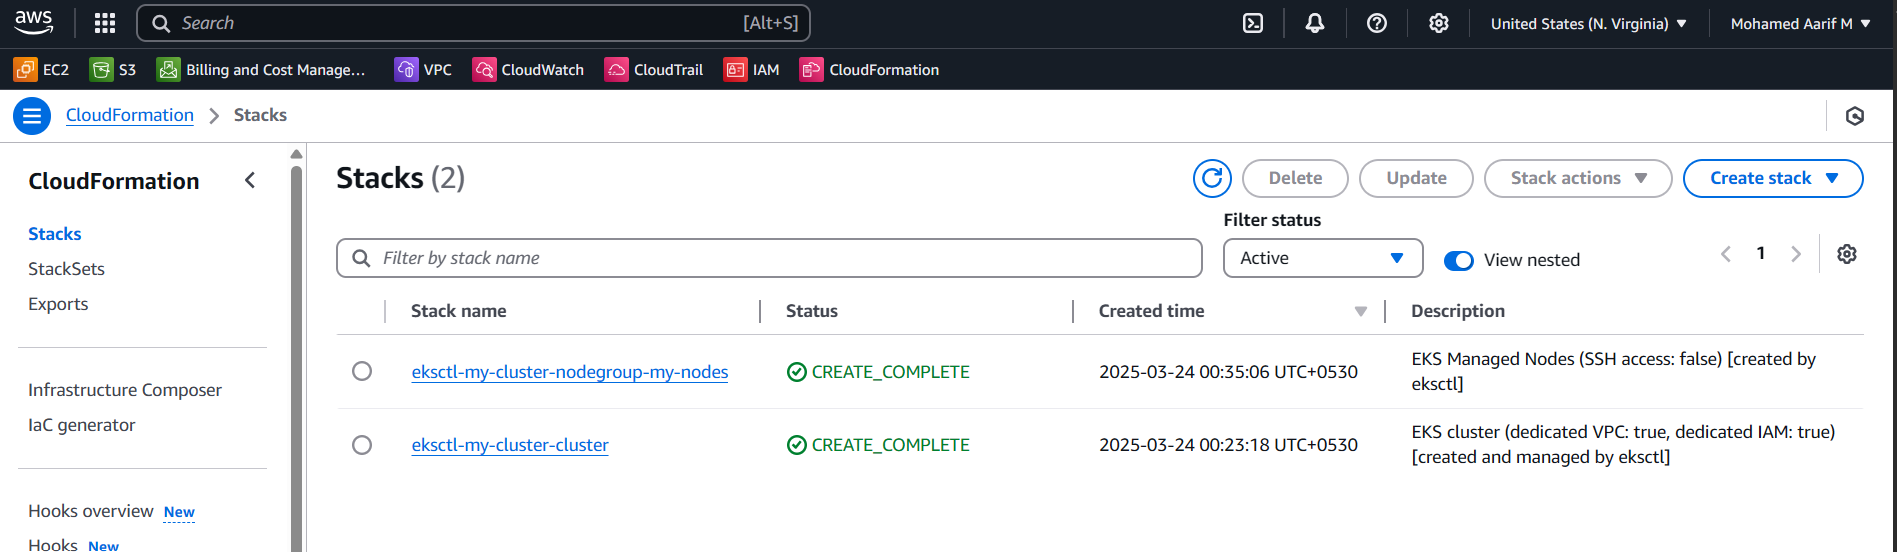 aws
Search [Alt+S]
United States (N. Virginia)
Mohamed Aarif M
EC2
S3
Billing and Cost Manage...
VPC
CloudWatch
CloudTrail
IAM
CloudFormation
CloudFormation
Stacks
CloudFormation
Stacks
StackSets
Exports
Infrastructure Composer
IaC generator
Hooks overview New
Hooks New
Stacks (2)
Delete
Update
Stack actions
Create stack
Filter status
Filter by stack name
Active
View nested
1
Stack name Status Created time Description
eksctl-my-cluster-nodegroup-my-nodes CREATE_COMPLETE 2025-03-24 00:35:06 UTC+0530 EKS Managed Nodes (SSH access: false) [created by
eksctl]
eksctl-my-cluster-cluster CREATE_COMPLETE 2025-03-24 00:23:18 UTC+0530 EKS cluster (dedicated VPC: true, dedicated IAM: true)
[created and managed by eksctl]